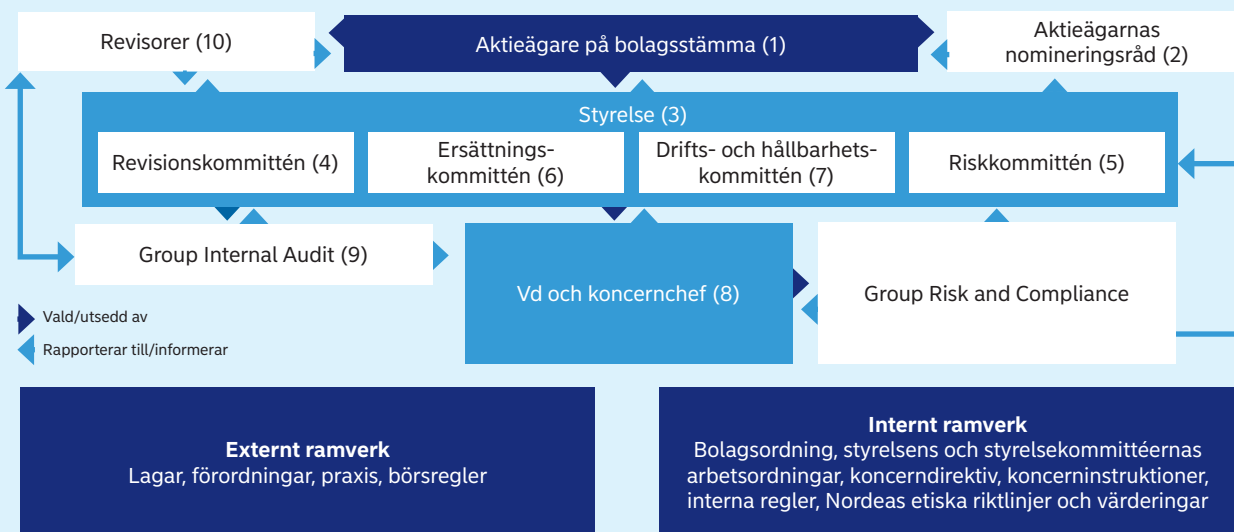 Revisorer (10)
Aktieägare på bolagsstämma (1)
Aktieägarnas
nomineringsråd (2)
Styrelse (3)
Revisionskommittén (4)
Ersättnings-
kommittén (6)
Drifts- och hållbarhets-
kommittén (7)
Riskkommittén (5)
Group Internal Audit (9)
Vd och koncernchef (8)
Group Risk and Compliance
Vald/utsedd av
Rapporterar till/informerar
Externt ramverk
Lagar, förordningar, praxis, börsregler
Internt ramverk
Bolagsordning, styrelsens och styrelsekommittéernas
arbetsordningar, koncerndirektiv, koncerninstruktioner,
interna regler, Nordeas etiska riktlinjer och värderingar